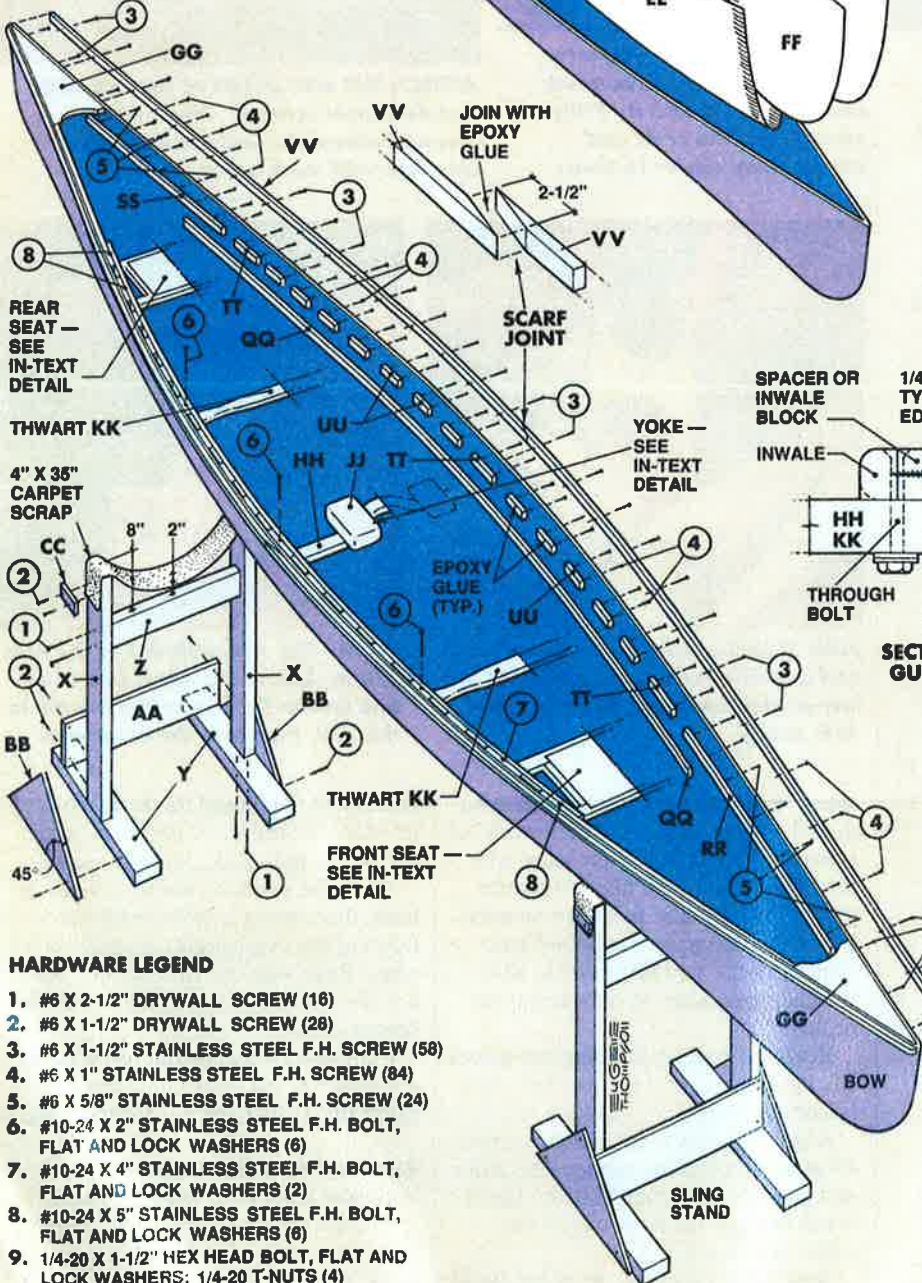 EE
FF
3
GG
4
VV
5
SS
3
VV
JOIN WITH
EPOXY
GLUE
2-1/2"
VV
SCARF
JOINT
8
REAR
SEAT —
SEE
IN-TEXT
DETAIL
TT
QQ
4
6
THWART KK
UU
3
YOKE —
SEE
IN-TEXT
DETAIL
SPACER OR
INWALE
BLOCK
INWALE
HH
KK
THROUGH
BOLT
6
HH
JJ
TT
4" X 35"
CARPET
SCRAP
CC
8"
2"
2
1
2
X
Z
X
AA
BB
BB
Y
2
45°
1
EPOXY
GLUE
(TYP.)
UU
4
6
TT
3
7
THWART KK
FRONT SEAT —
SEE IN-TEXT
DETAIL
8
QQ
RR
4
5
GG
BOW
EUGENE
THOMPSON
SLING
STAND
HARDWARE LEGEND
1. #6 X 2-1/2" DRYWALL SCREW (16)
2. #6 X 1-1/2" DRYWALL SCREW (28)
3. #6 X 1-1/2" STAINLESS STEEL F.H. SCREW (58)
4. #6 X 1" STAINLESS STEEL F.H. SCREW (84)
5. #6 X 5/8" STAINLESS STEEL F.H. SCREW (24)
6. #10-24 X 2" STAINLESS STEEL F.H. BOLT,
FLAT AND LOCK WASHERS (6)
7. #10-24 X 4" STAINLESS STEEL F.H. BOLT,
FLAT AND LOCK WASHERS (2)
8. #10-24 X 5" STAINLESS STEEL F.H. BOLT,
FLAT AND LOCK WASHERS (6)
9. 1/4-20 X 1-1/2" HEX HEAD BOLT, FLAT AND
LOCK WASHERS; 1/4-20 T-NUTS (4)